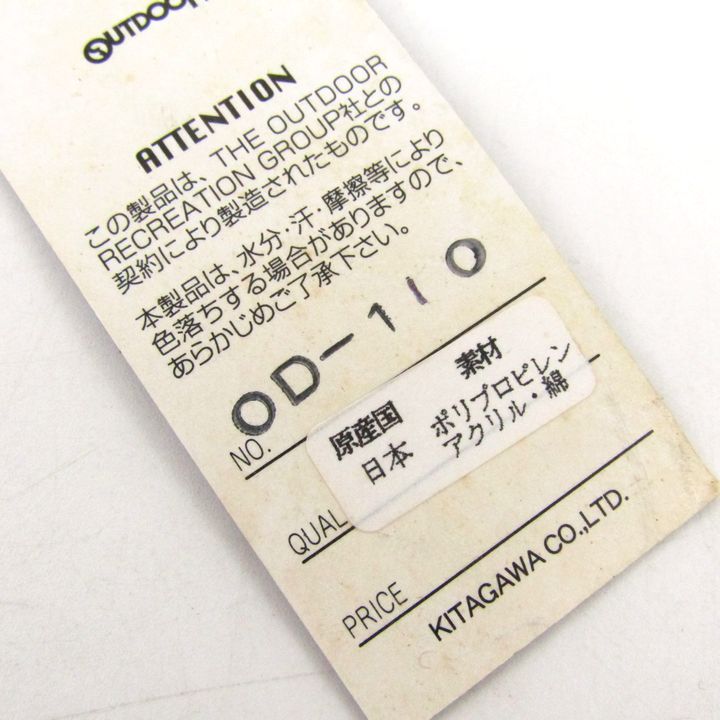 ATTENTION
この製品は、THE OUTDOOR
RECREATION GROUP社との
契約により製造されたものです。
本製品は、水分・汗・摩擦等により
色落ちする場合がありますので、
あらかじめご了承下さい。
NO. OD-110
原産国 素材
日本 ポリプロピレン
アクリル・綿
QUAL
PRICE
KITAGAWA CO.,LTD.